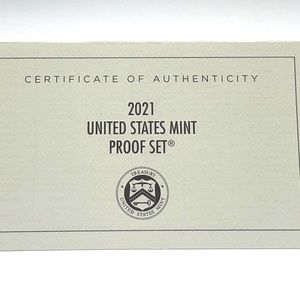 CERTIFICATE OF AUTHENTICITY
2021
UNITED STATES MINT
PROOF SET®
TREASURY
UNITED STATES MINT